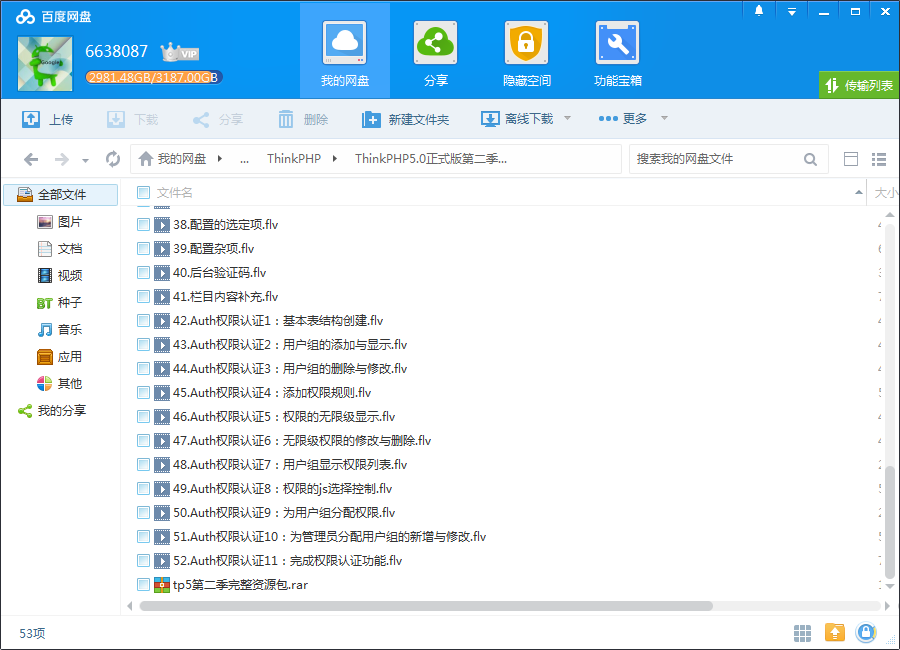 百度网盘
6638087 VIP
2981.48GB/3187.00GB
我的网盘
分享
隐藏空间
功能宝箱
传输列表
上传
下载
分享
删除
新建文件夹
离线下载
更多
我的网盘
...
ThinkPHP
ThinkPHP5.0正式版第二季...
搜索我的网盘文件
全部文件
图片
文档
视频
BT 种子
音乐
应用
其他
我的分享
文件名
大小
38.配置的选定项.flv
39.配置杂项.flv
40.后台验证码.flv
41.栏目内容补充.flv
42.Auth权限认证1：基本表结构创建.flv
43.Auth权限认证2：用户组的添加与显示.flv
44.Auth权限认证3：用户组的删除与修改.flv
45.Auth权限认证4：添加权限规则.flv
46.Auth权限认证5：权限的无限级显示.flv
47.Auth权限认证6：无限级权限的修改与删除.flv
48.Auth权限认证7：用户组显示权限列表.flv
49.Auth权限认证8：权限的js选择控制.flv
50.Auth权限认证9：为用户组分配权限.flv
51.Auth权限认证10：为管理员分配用户组的新增与修改.flv
52.Auth权限认证11：完成权限认证功能.flv
tp5第二季完整资源包.rar
53项